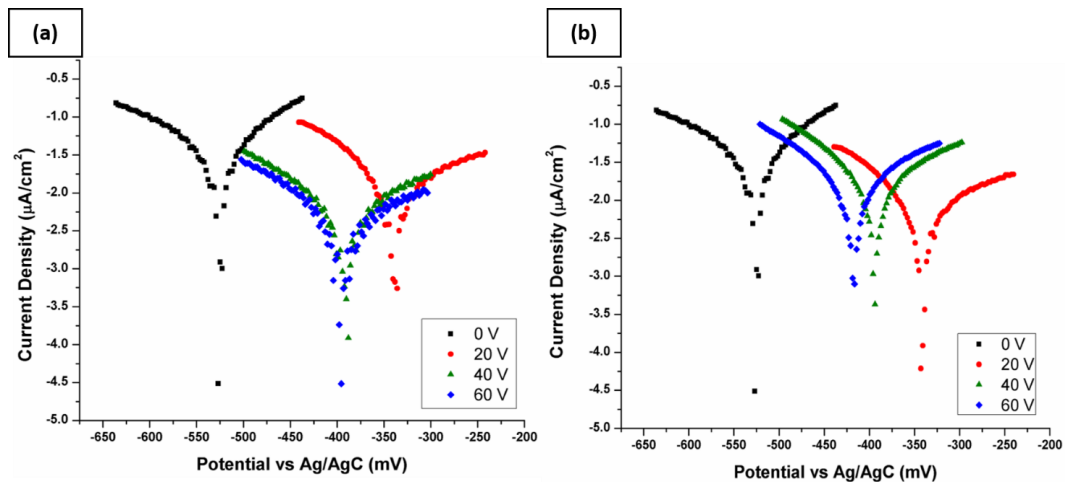 (a)
-0.5
-1.0
-1.5
-2.0
-2.5
-3.0
-3.5
-4.0
-4.5
-5.0
Current Density (μA/cm²)
-650 -600 -550 -500 -450 -400 -350 -300 -250 -200
Potential vs Ag/AgC (mV)
0 V
20 V
40 V
60 V
(b)
-0.5
-1.0
-1.5
-2.0
-2.5
-3.0
-3.5
-4.0
-4.5
-5.0
Current Density (μA/cm²)
-650 -600 -550 -500 -450 -400 -350 -300 -250 -200
Potential vs Ag/AgC (mV)
0 V
20 V
40 V
60 V